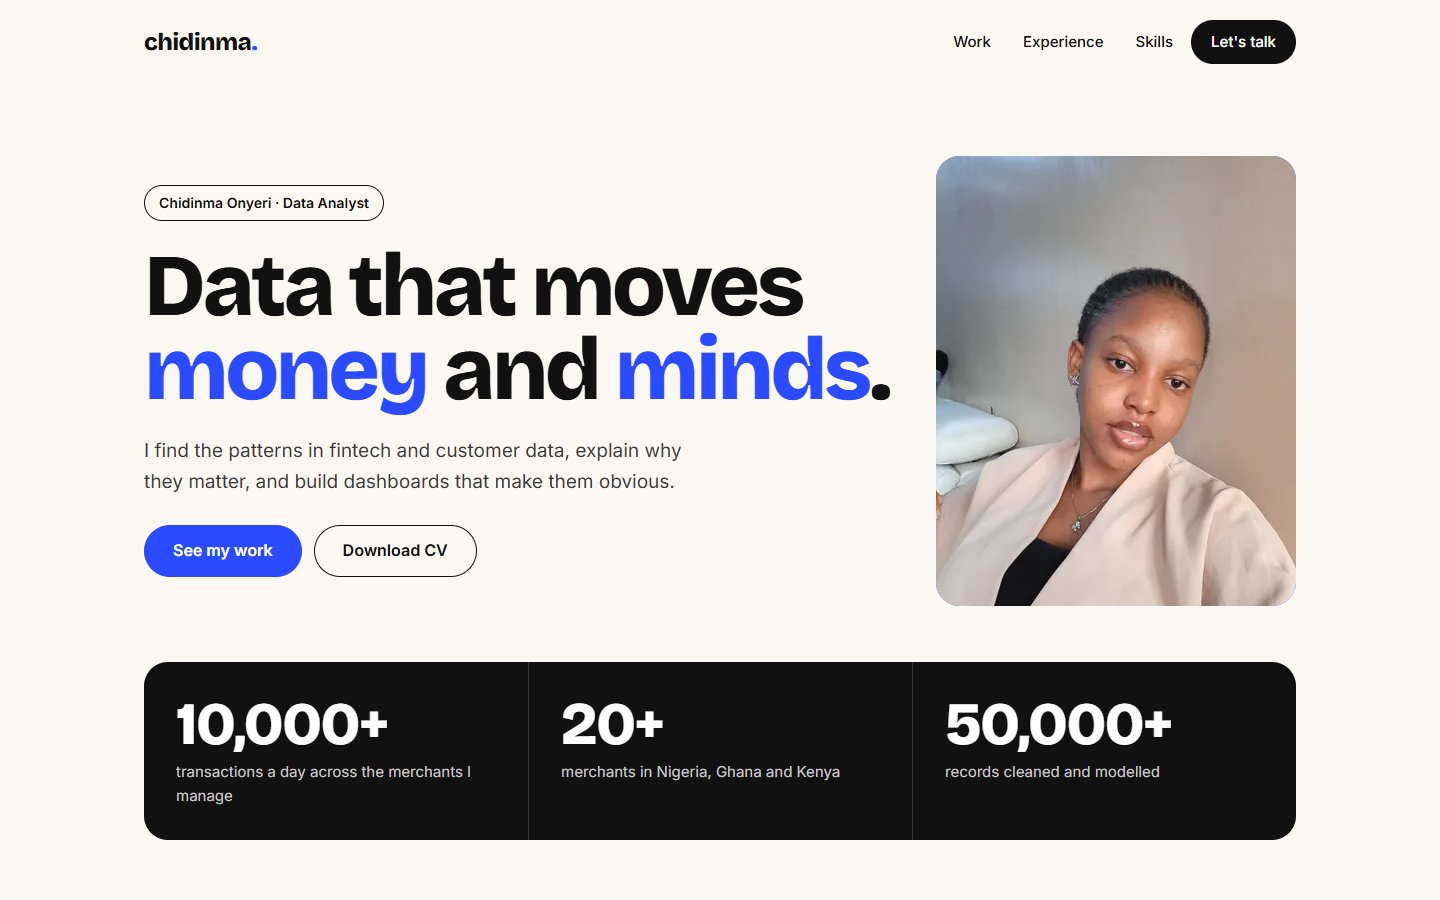 chidinma.
Work
Experience
Skills
Let's talk
Chidinma Onyeri · Data Analyst
Data that moves
money and minds.
I find the patterns in fintech and customer data, explain why
they matter, and build dashboards that make them obvious.
See my work
Download CV
10,000+
transactions a day across the merchants I
manage
20+
merchants in Nigeria, Ghana and Kenya
50,000+
records cleaned and modelled